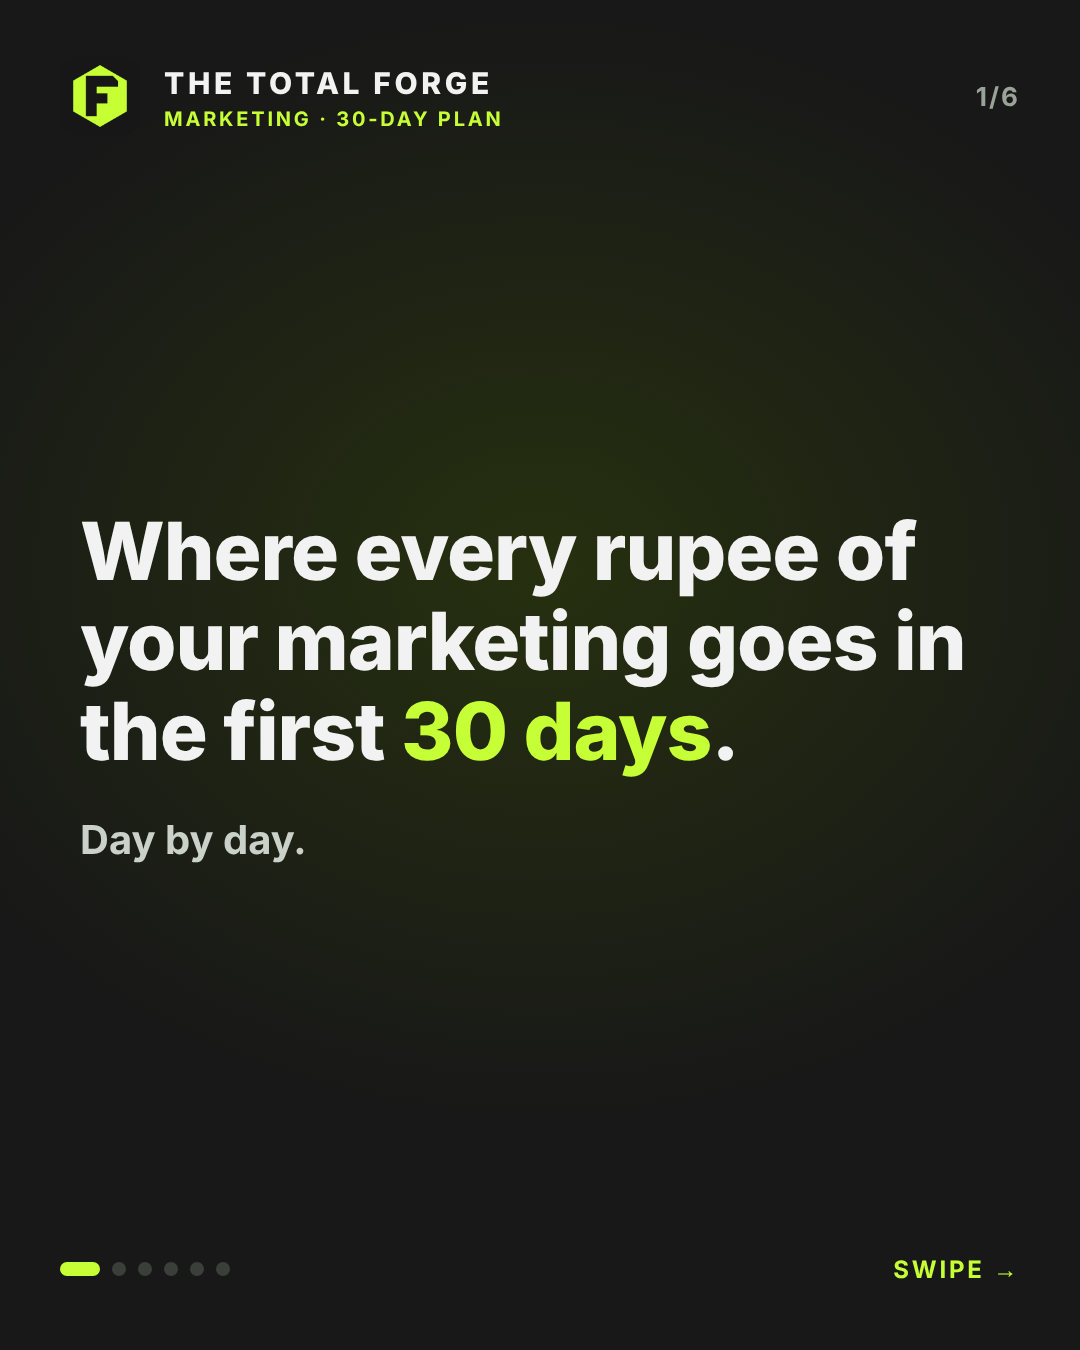 THE TOTAL FORGE
MARKETING · 30-DAY PLAN
1/6
Where every rupee of
your marketing goes in
the first 30 days.
Day by day.
SWIPE →